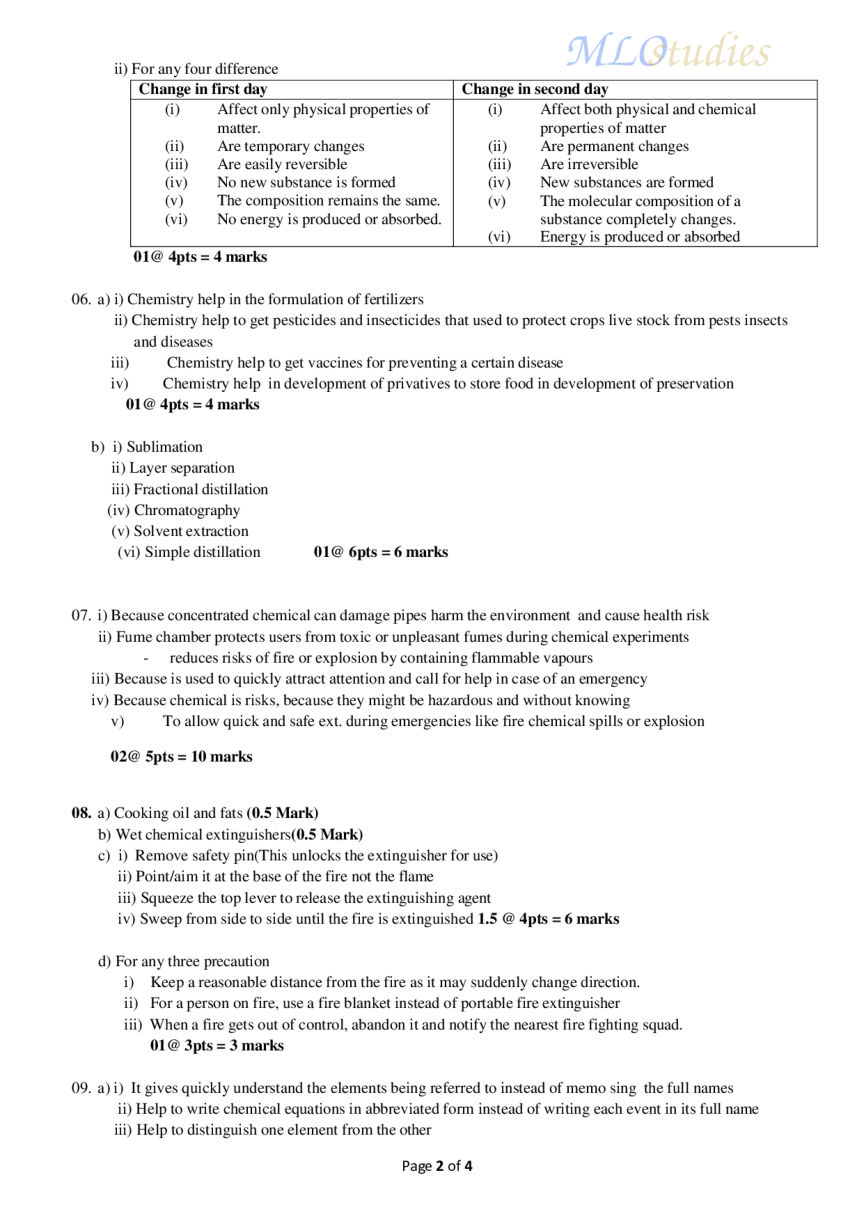 MLOstudies
ii) For any four difference
Change in first day
(i) Affect only physical properties of
matter.
(ii) Are temporary changes
(iii) Are easily reversible
(iv) No new substance is formed
(v) The composition remains the same.
(vi) No energy is produced or absorbed.
Change in second day
(i) Affect both physical and chemical
properties of matter
(ii) Are permanent changes
(iii) Are irreversible
(iv) New substances are formed
(v) The molecular composition of a
substance completely changes.
(vi) Energy is produced or absorbed
01@ 4pts = 4 marks
06. a) i) Chemistry help in the formulation of fertilizers
ii) Chemistry help to get pesticides and insecticides that used to protect crops live stock from pests insects
and diseases
iii) Chemistry help to get vaccines for preventing a certain disease
iv) Chemistry help in development of privatives to store food in development of preservation
01@ 4pts = 4 marks
b) i) Sublimation
ii) Layer separation
iii) Fractional distillation
(iv) Chromatography
(v) Solvent extraction
(vi) Simple distillation 01@ 6pts = 6 marks
07. i) Because concentrated chemical can damage pipes harm the environment and cause health risk
ii) Fume chamber protects users from toxic or unpleasant fumes during chemical experiments
- reduces risks of fire or explosion by containing flammable vapours
iii) Because is used to quickly attract attention and call for help in case of an emergency
iv) Because chemical is risks, because they might be hazardous and without knowing
v) To allow quick and safe ext. during emergencies like fire chemical spills or explosion
02@ 5pts = 10 marks
08. a) Cooking oil and fats (0.5 Mark)
b) Wet chemical extinguishers(0.5 Mark)
c) i) Remove safety pin(This unlocks the extinguisher for use)
ii) Point/aim it at the base of the fire not the flame
iii) Squeeze the top lever to release the extinguishing agent
iv) Sweep from side to side until the fire is extinguished 1.5 @ 4pts = 6 marks
d) For any three precaution
i) Keep a reasonable distance from the fire as it may suddenly change direction.
ii) For a person on fire, use a fire blanket instead of portable fire extinguisher
iii) When a fire gets out of control, abandon it and notify the nearest fire fighting squad.
01@ 3pts = 3 marks
09. a) i) It gives quickly understand the elements being referred to instead of memo sing the full names
ii) Help to write chemical equations in abbreviated form instead of writing each event in its full name
iii) Help to distinguish one element from the other
Page 2 of 4